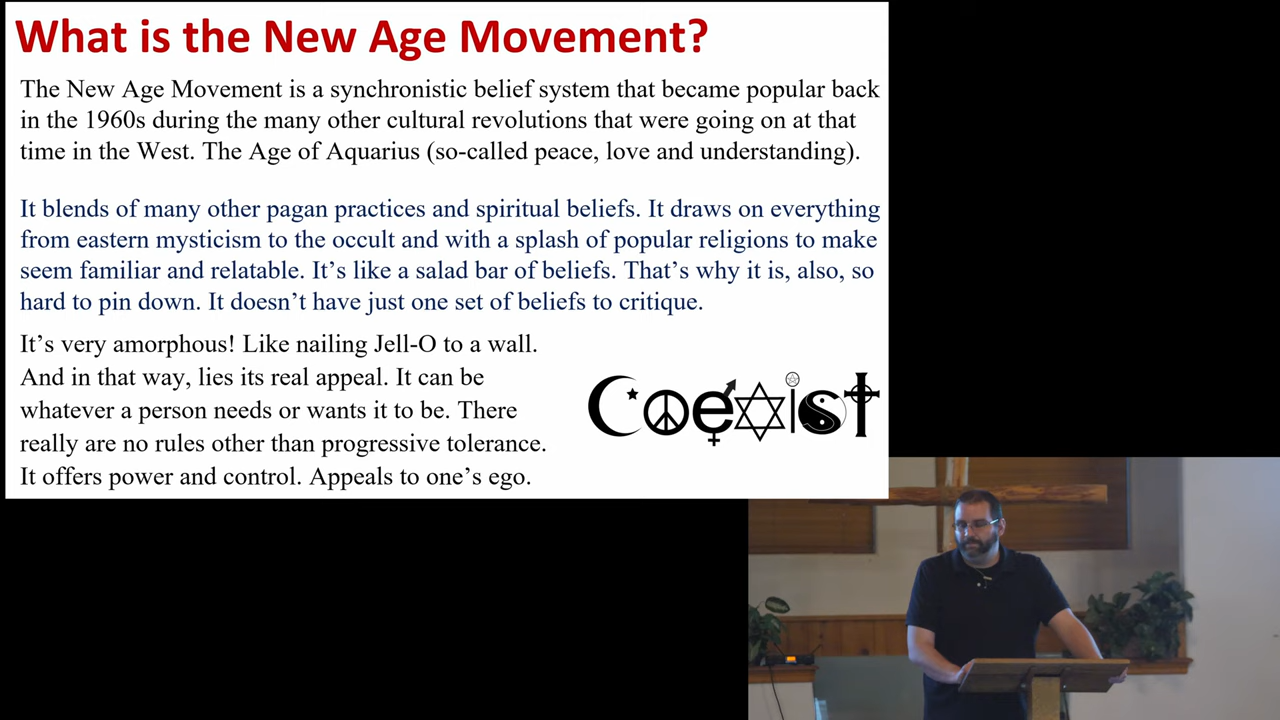 What is the New Age Movement?
The New Age Movement is a synchronistic belief system that became popular back
in the 1960s during the many other cultural revolutions that were going on at that
time in the West. The Age of Aquarius (so-called peace, love and understanding).
It blends of many other pagan practices and spiritual beliefs. It draws on everything
from eastern mysticism to the occult and with a splash of popular religions to make
seem familiar and relatable. It’s like a salad bar of beliefs. That’s why it is, also, so
hard to pin down. It doesn’t have just one set of beliefs to critique.
It’s very amorphous! Like nailing Jell-O to a wall.
And in that way, lies its real appeal. It can be
whatever a person needs or wants it to be. There
really are no rules other than progressive tolerance.
It offers power and control. Appeals to one’s ego.
Coexist